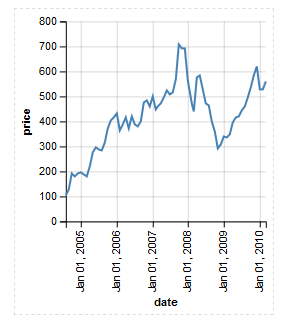 800
700
600
500
400
300
200
100
0
price
Jan 01, 2005
Jan 01, 2006
Jan 01, 2007
Jan 01, 2008
Jan 01, 2009
Jan 01, 2010
date